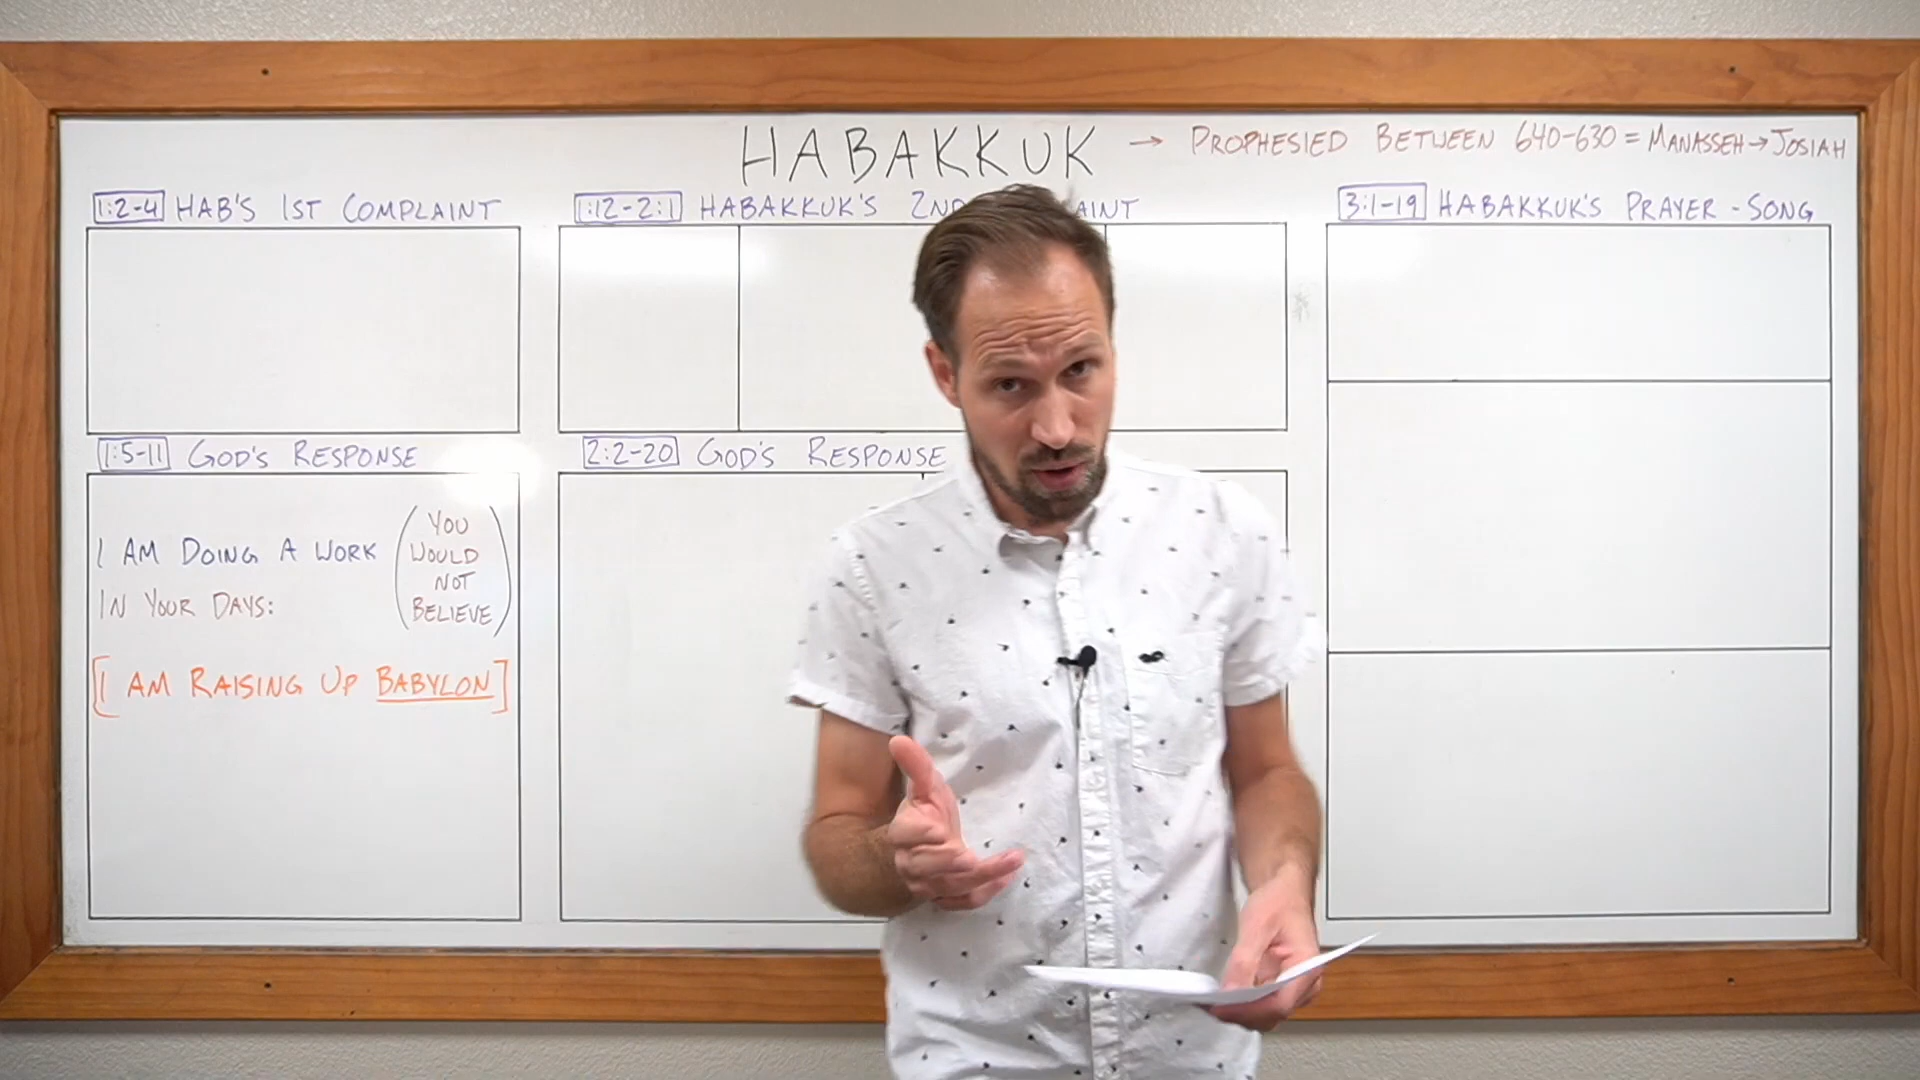 HABAKKUK → PROPHESIED BETWEEN 640-630 = MANASSEH → JOSIAH
1:2-4 HAB'S 1ST COMPLAINT
1:5-11 GOD'S RESPONSE
I AM DOING A WORK
IN YOUR DAYS:
(YOU
WOULD
NOT
BELIEVE)
[I AM RAISING UP BABYLON]
1:12-2:1 HABAKKUK'S 2ND AINT
2:2-20 GOD'S RESPONSE
3:1-19 HABAKKUK'S PRAYER - SONG